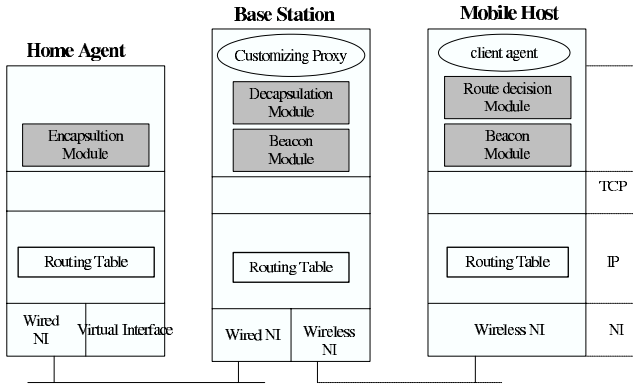 Home Agent
Encapsultion
Module
Routing Table
Wired
NI
Virtual Interface
Base Station
Customizing Proxy
Decapsulation
Module
Beacon
Module
Routing Table
Wired NI
Wireless
NI
Mobile Host
client agent
Route decision
Module
Beacon
Module
Routing Table
Wireless NI
TCP
IP
NI